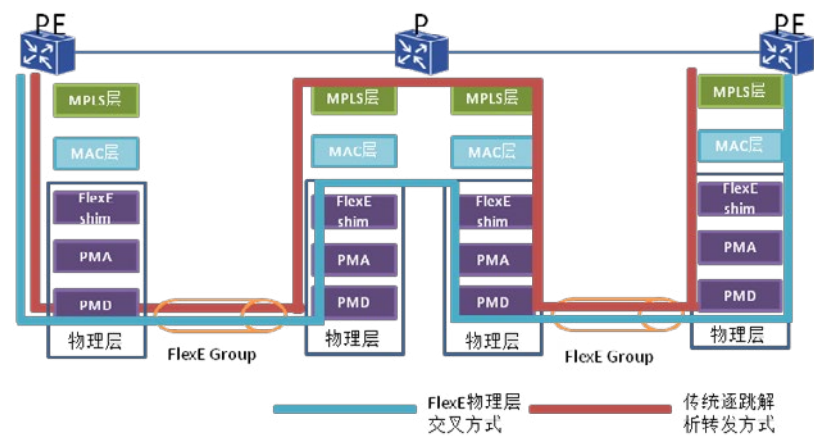 PE
P
PE
MPLS层
MPLS层
MPLS层
MPLS层
MAC层
MAC层
MAC层
MAC层
FlexE
shim
FlexE
shim
FlexE
shim
FlexE
shim
PMA
PMA
PMA
PMA
PMD
PMD
PMD
PMD
物理层
物理层
物理层
物理层
FlexE Group
FlexE Group
FlexE物理层
交叉方式
传统逐跳解
析转发方式